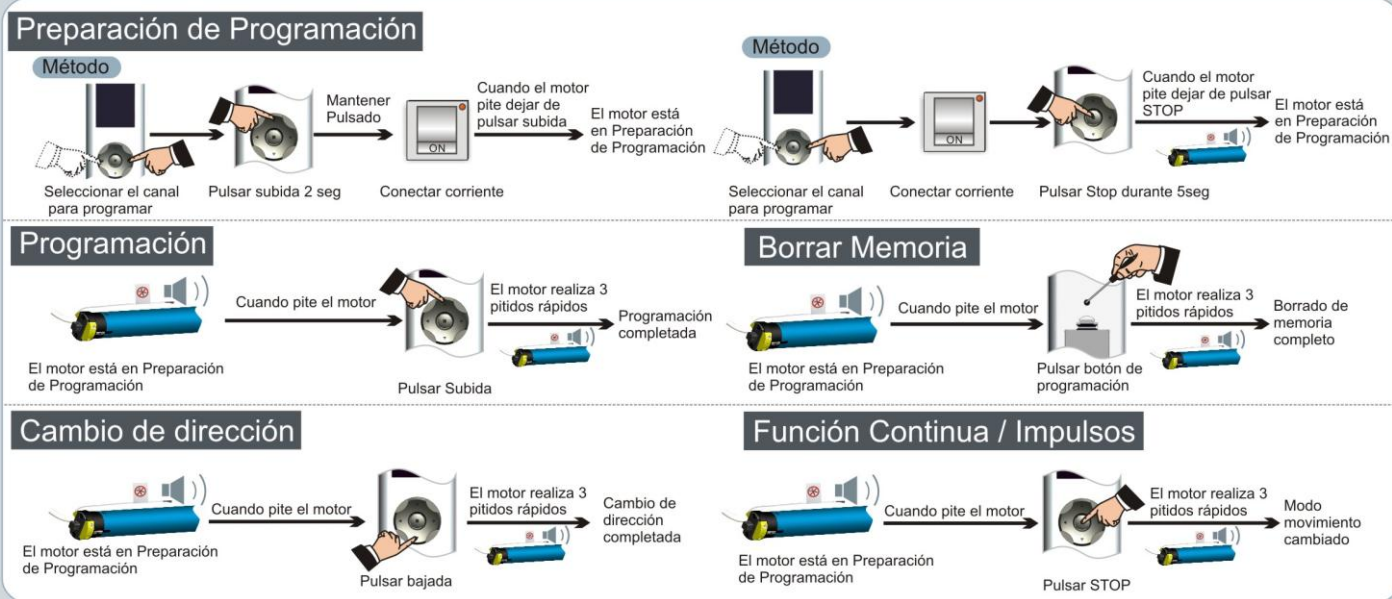 Preparación de Programación
Método
Seleccionar el canal
para programar
Pulsar subida 2 seg
Mantener
Pulsado
ON
Conectar corriente
Cuando el motor
pite dejar de
pulsar subida
El motor está
en Preparación
de Programación
Método
Seleccionar el canal
para programar
ON
Conectar corriente
Pulsar Stop durante 5seg
Cuando el motor
pite dejar de pulsar
STOP
El motor está
en Preparación
de Programación
Programación
El motor está en Preparación
de Programación
Cuando pite el motor
Pulsar Subida
El motor realiza 3
pitidos rápidos
Programación
completada
Borrar Memoria
El motor está en Preparación
de Programación
Cuando pite el motor
Pulsar botón de
programación
El motor realiza 3
pitidos rápidos
Borrado de
memoria
completo
Cambio de dirección
El motor está en Preparación
de Programación
Cuando pite el motor
Pulsar bajada
El motor realiza 3
pitidos rápidos
Cambio de
dirección
completada
Función Continua / Impulsos
El motor está en Preparación
de Programación
Cuando pite el motor
Pulsar STOP
El motor realiza 3
pitidos rápidos
Modo
movimiento
cambiado